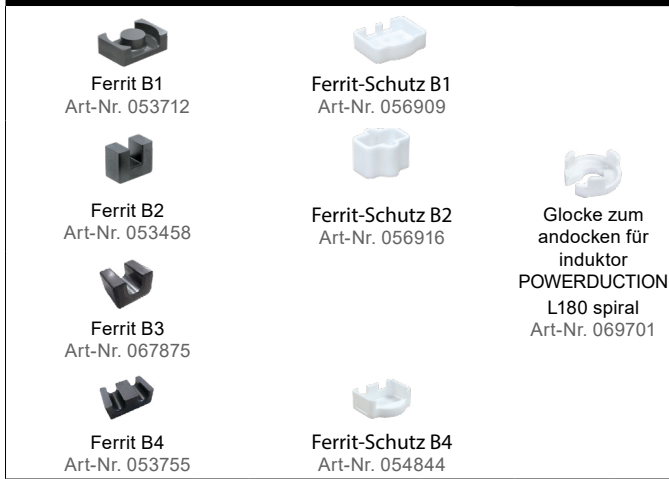 Ferrit B1
Art-Nr. 053712
Ferrit-Schutz B1
Art-Nr. 056909
Ferrit B2
Art-Nr. 053458
Ferrit-Schutz B2
Art-Nr. 056916
Glocke zum
andocken für
induktor
POWERDUCTION
L180 spiral
Art-Nr. 069701
Ferrit B3
Art-Nr. 067875
Ferrit B4
Art-Nr. 053755
Ferrit-Schutz B4
Art-Nr. 054844